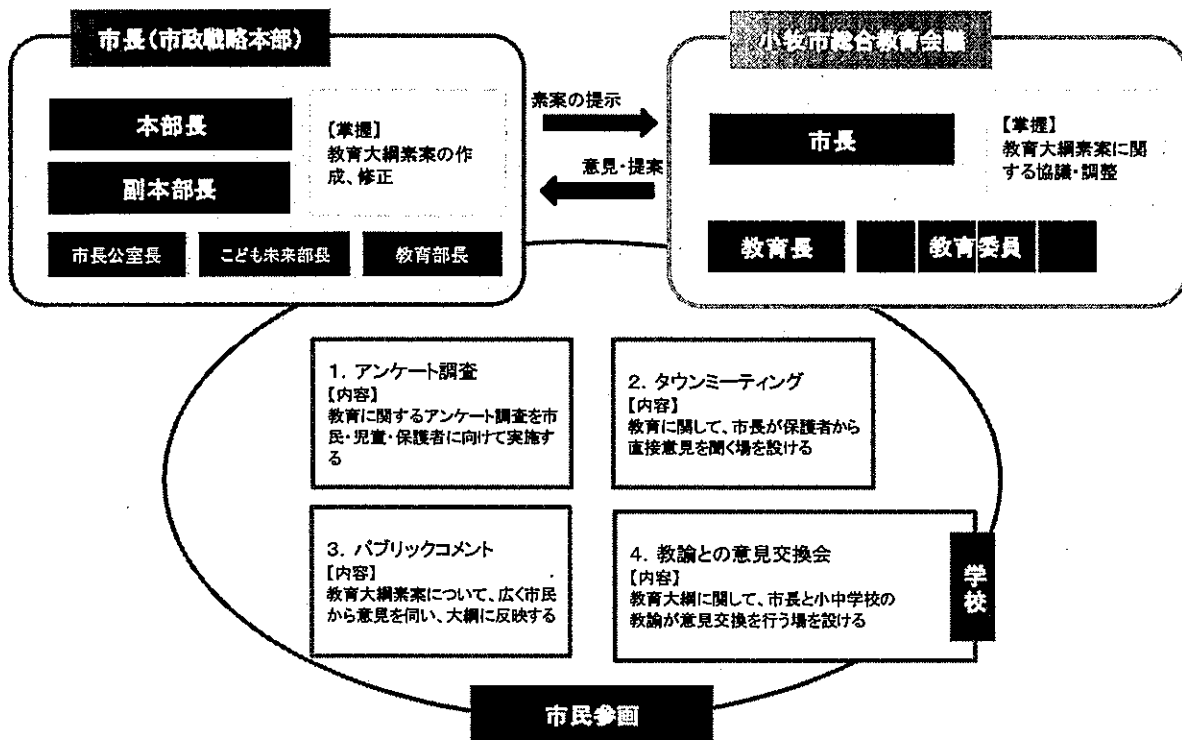 市長(市政戦略本部)
本部長
副本部長
【掌握】
教育大綱素案の作
成、修正
市長公室長
こども未来部長
教育部長
素案の提示
意見・提案
小牧市総合教育会議
市長
【掌握】
教育大綱素案に関
する協議・調整
教育長
教育委員
1. アンケート調査
【内容】
教育に関するアンケート調査を市
民・児童・保護者に向けて実施す
る
2. タウンミーティング
【内容】
教育に関して、市長が保護者から
直接意見を聞く場を設ける
3. パブリックコメント
【内容】
教育大綱素案について、広く市民
から意見を伺い、大綱に反映する
4. 教諭との意見交換会
【内容】
教育大綱に関して、市長と小中学校の
教諭が意見交換を行う場を設ける
学校
市民参画